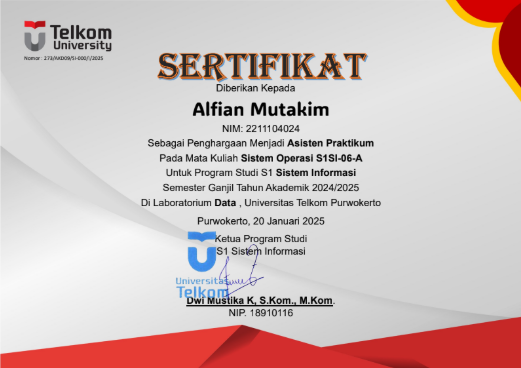 Telkom
University
Nomor : 273/AKD09/SI-000/I/2025
SERTIFIKAT
Diberikan Kepada
Alfian Mutakim
NIM: 2211104024
Sebagai Penghargaan Menjadi Asisten Praktikum
Pada Mata Kuliah Sistem Operasi S1SI-06-A
Untuk Program Studi S1 Sistem Informasi
Semester Ganjil Tahun Akademik 2024/2025
Di Laboratorium Data , Universitas Telkom Purwokerto
Purwokerto, 20 Januari 2025
Ketua Program Studi
S1 Sistem Informasi
Universitas
Telkom
Dwi Mustika K, S.Kom., M.Kom.
NIP. 18910116